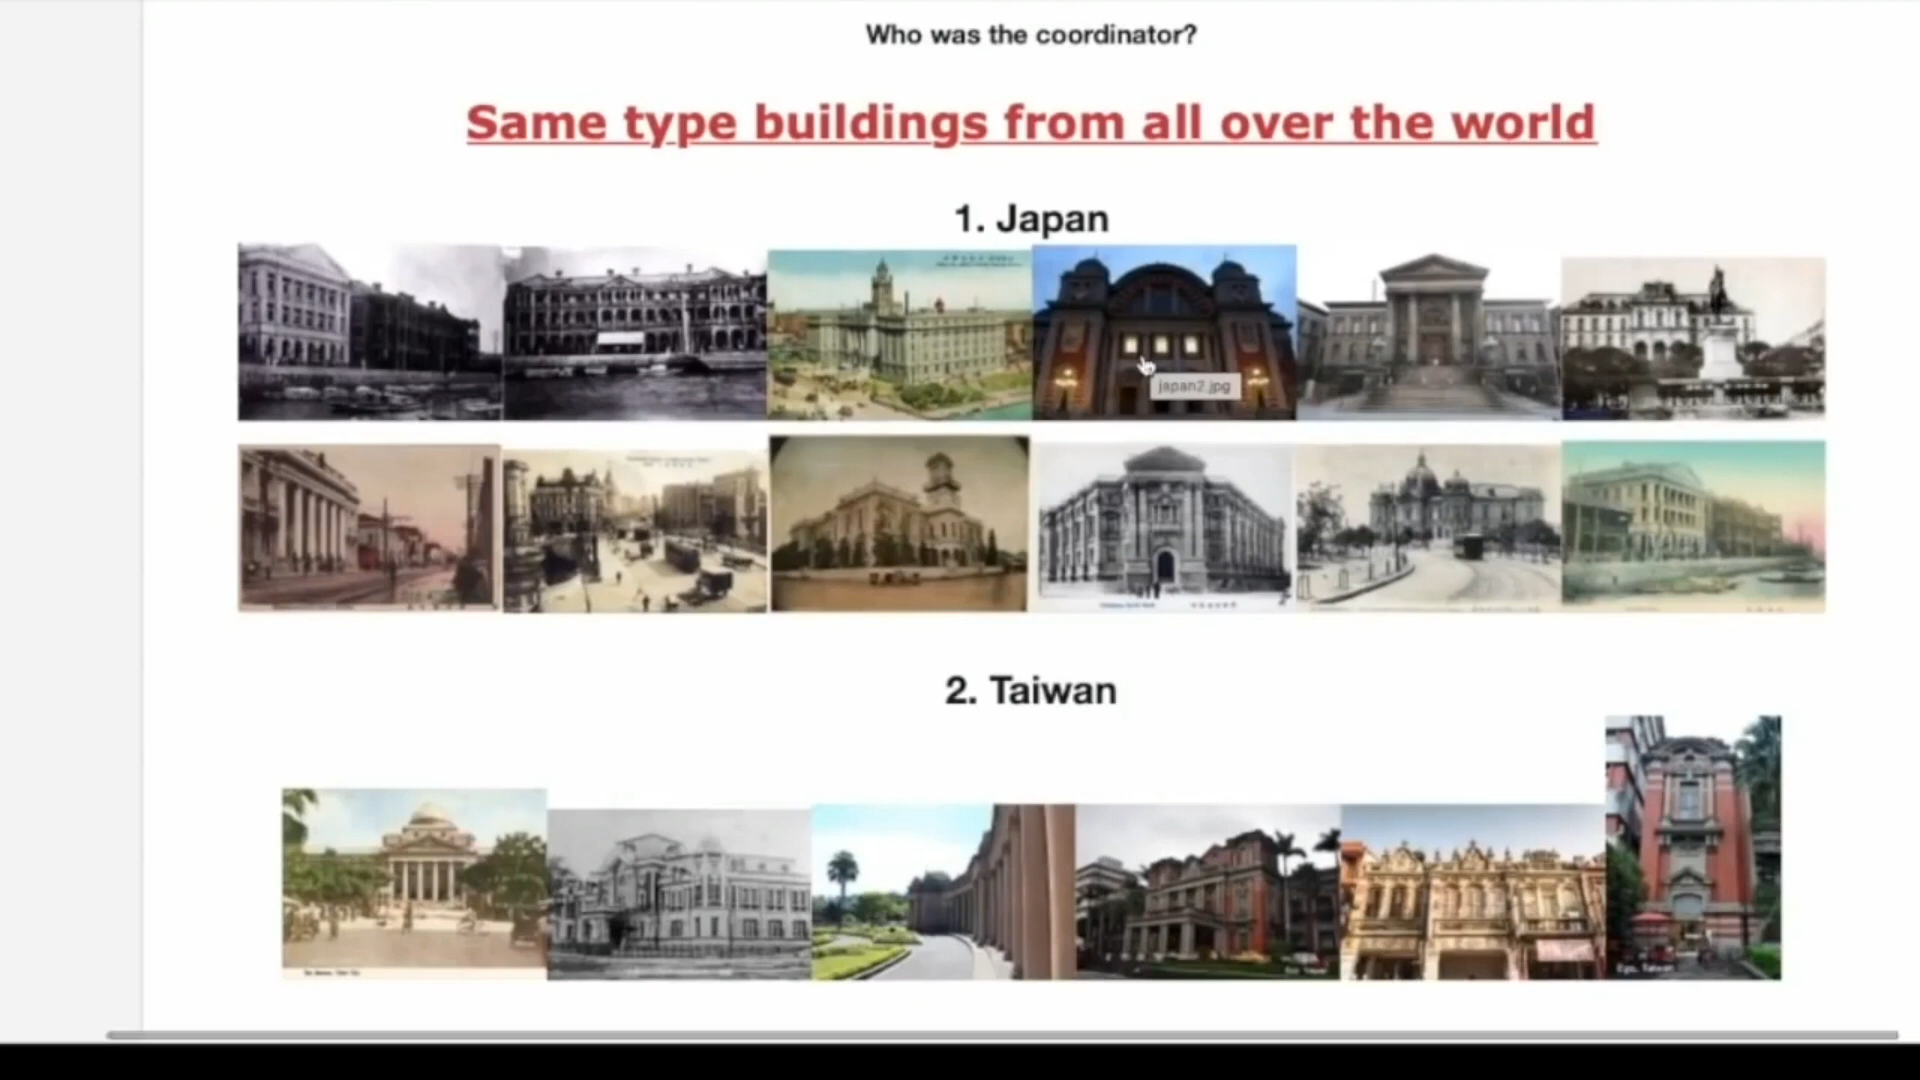 Who was the coordinator?
Same type buildings from all over the world
1. Japan
japan2.jpg
2. Taiwan